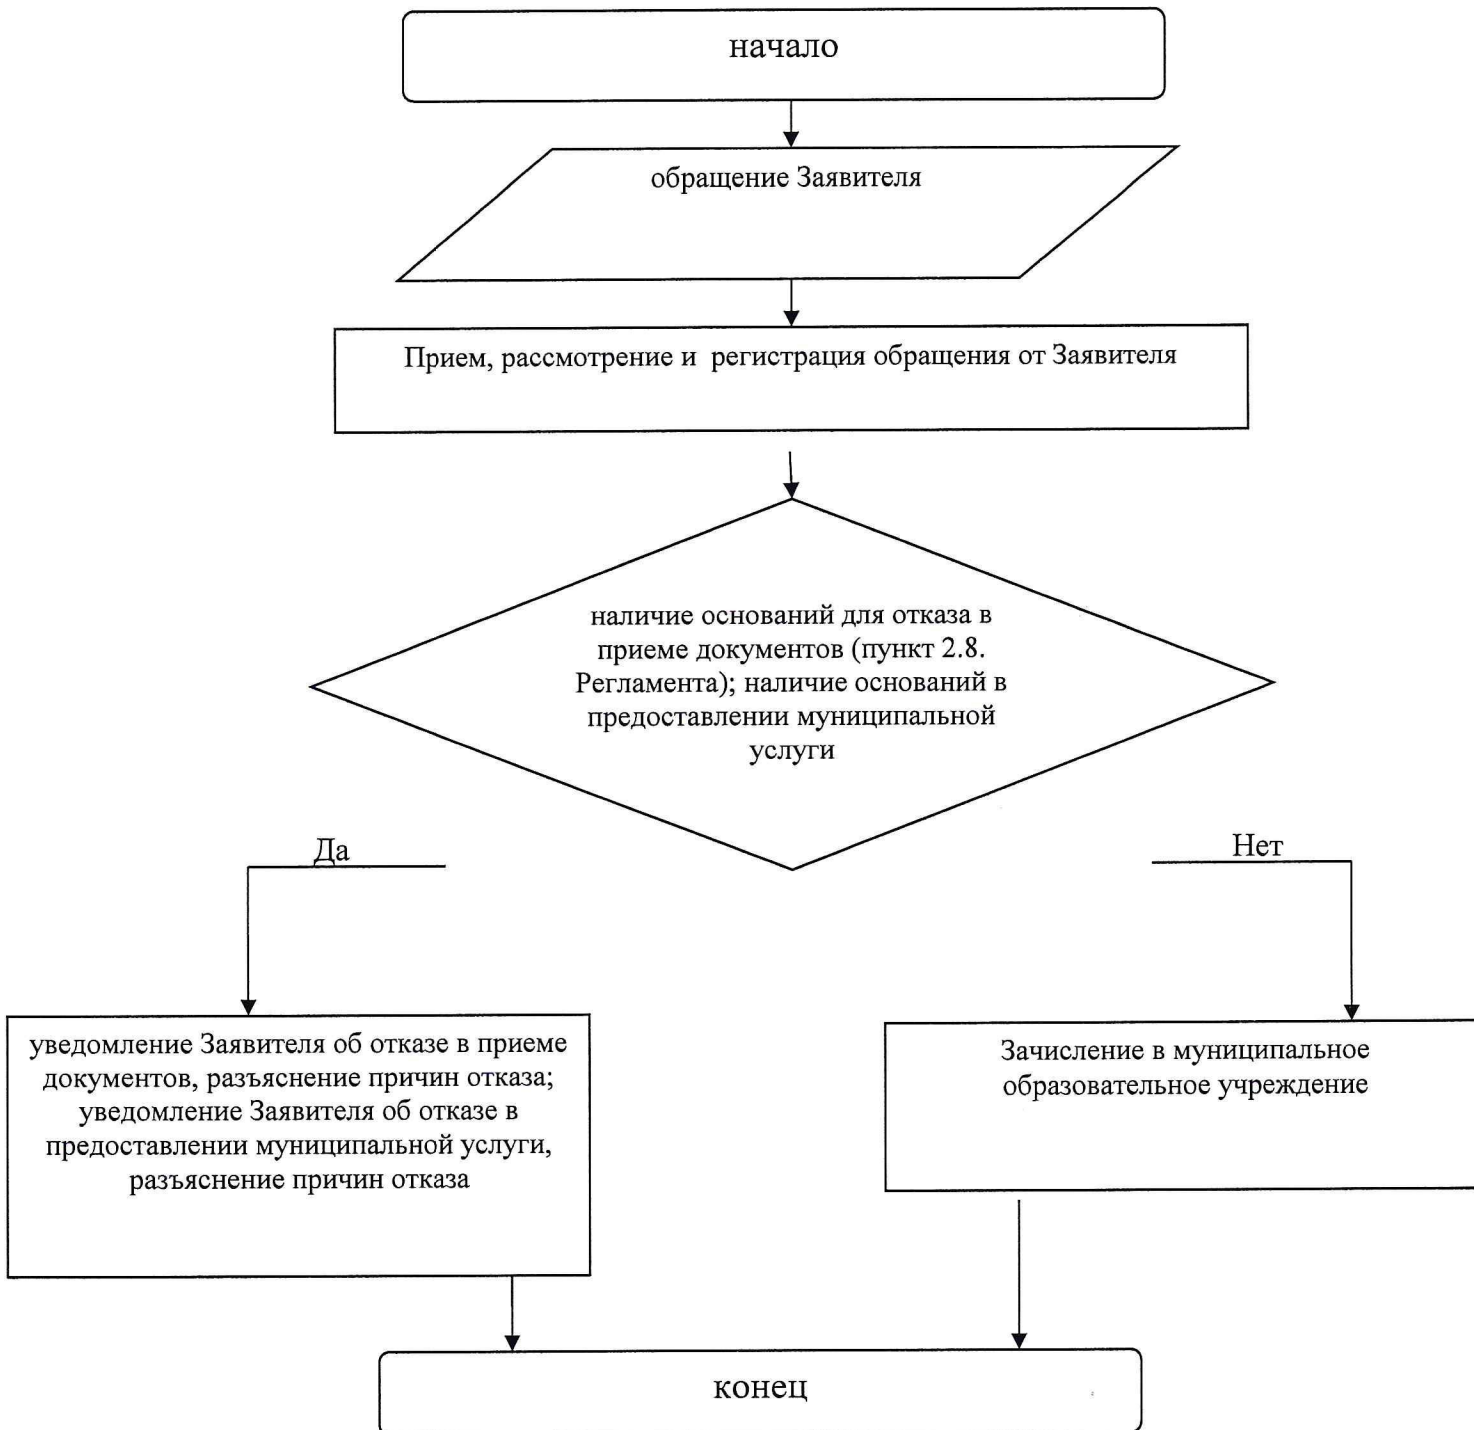 начало
обращение Заявителя
Прием, рассмотрение и регистрация обращения от Заявителя
наличие оснований для отказа в
приеме документов (пункт 2.8.
Регламента); наличие оснований в
предоставлении муниципальной
услуги
Да
Нет
уведомление Заявителя об отказе в приеме
документов, разъяснение причин отказа;
уведомление Заявителя об отказе в
предоставлении муниципальной услуги,
разъяснение причин отказа
Зачисление в муниципальное
образовательное учреждение
конец